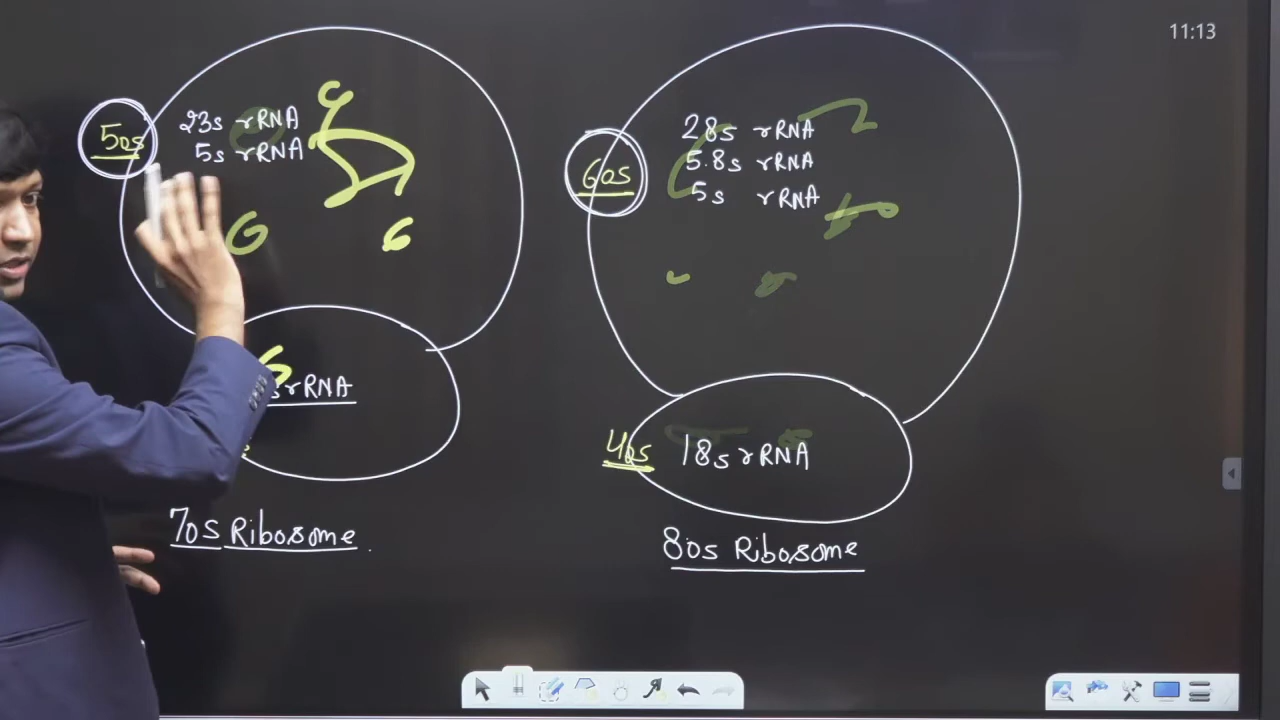 11:13
50s
23s rRNA
5s rRNA
s rRNA
70s Ribosome
60s
28s rRNA
5.8s rRNA
5s rRNA
40s
18s rRNA
80s Ribosome